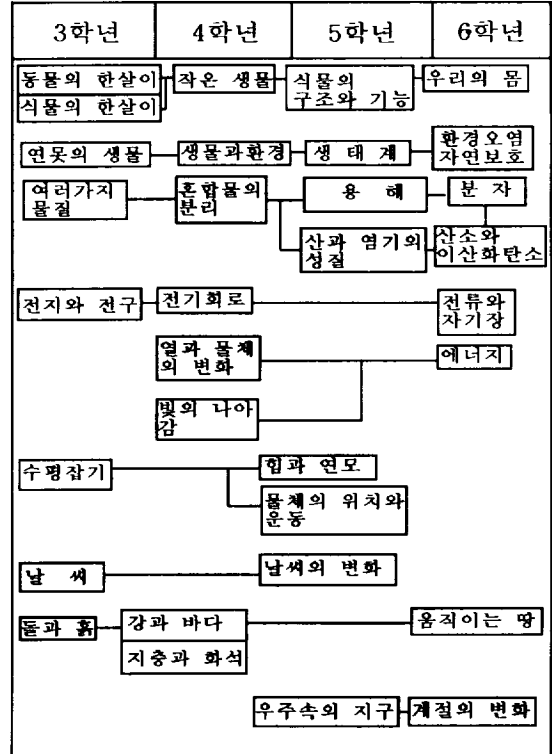 3학년 4학년 5학년 6학년
동물의 한살이 작은 생물 식물의 우리의 몸
식물의 한살이 구조와 기능
환경오염
연못의 생물 생물과환경 생 태 계 자연보호
여러가지 혼합물의 용 해 분 자
물질 분리
산과 염기의 산소와
성질 이산화탄소
전지와 전구 전기회로 전류와
자기장
열과 물체 에너지
의 변화
빛의 나아
감
수평잡기 힘과 연모
물체의 위치와
운동
날 씨 날씨의 변화
돌과 흙 강과 바다 움직이는 땅
지층과 화석
우주속의 지구 계절의 변화